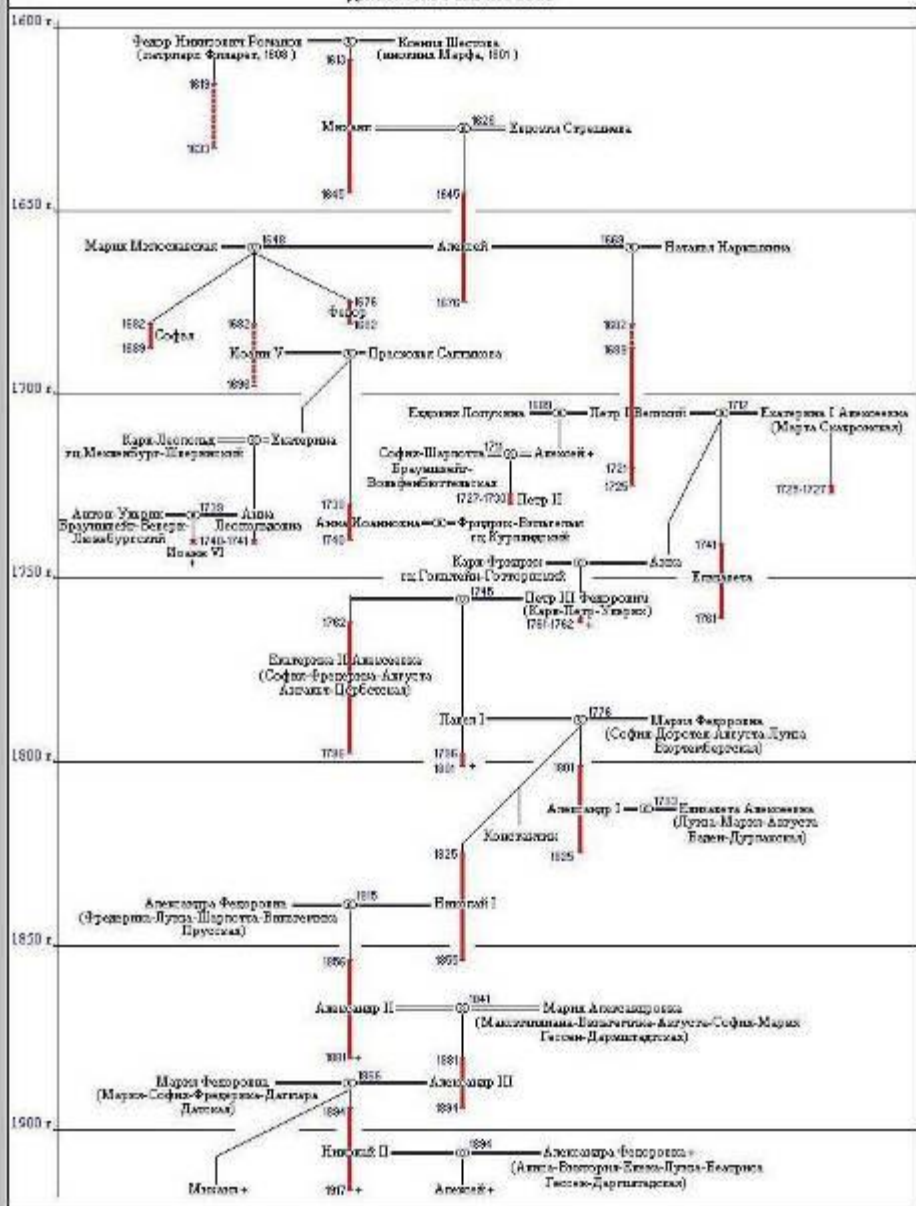 1600 г.
Федор Никитович Романов
(патриарх Филарет, 1608)
Ксения Шестова
(инокиня Марфа, 1601)
1613
1619
1633
Михаил
1626
Евдокия Стрешнева
1645
1645
1650 г.
Мария Милославская
1648
Алексей
1669
Наталья Нарышкина
1676
1676
Федор
1682
1682
Софья
1689
1682
Иоанн V
1696
Прасковья Салтыкова
1682
1689
1700 г.
Евдокия Лопухина
1689
Петр I Великий
1712
Екатерина I Алексеевна
(Марта Скавронская)
Карл-Леопольд
гц. Мекленбург-Шверинский
Екатерина
София-Шарлотта
Брауншвейг-
Вольфенбюттельская
1711
Алексей +
1721
1725
1725-1727
1727-1730
Петр II
Антон-Ульрих
Брауншвейг-Беверн-
Люнебургский
1739
Анна
Леопольдовна
1740-1741
Иоанн VI
+
1730
Анна Иоанновна
1740
Фридрих-Вильгельм
гц. Курляндский
Карл-Фридрих
гц. Гольштейн-Готторпский
Анна
1741
Елизавета
1761
1750 г.
1745
Петр III Федорович
(Карл-Петр-Ульрих)
1761-1762 +
1762
Екатерина II Алексеевна
(София-Фредерика-Августа
Ангальт-Цербстская)
1796
Павел I
1776
Мария Федоровна
(София-Доротея-Августа-Луиза
Вюртембергская)
1796
1801 +
1800 г.
1801
Александр I
1793
Елизавета Алексеевна
(Луиза-Мария-Августа
Баден-Дурлахская)
1825
Константин
1825
Александра Федоровна
(Фредерика-Луиза-Шарлотта-Вильгельмина
Прусская)
1815
Николай I
1850 г.
1855
1856
Александр II
1841
Мария Александровна
(Максимилиана-Вильгельмина-Августа-София-Мария
Гессен-Дармштадтская)
1881 +
1881
Мария Федоровна
(Мария-София-Фредерика-Дагмара
Датская)
1866
Александр III
1894
1894
1900 г.
Николай II
1894
Александра Федоровна +
(Алиса-Виктория-Елена-Луиза-Беатриса
Гессен-Дармштадская)
Михаил +
1917 +
Алексей +